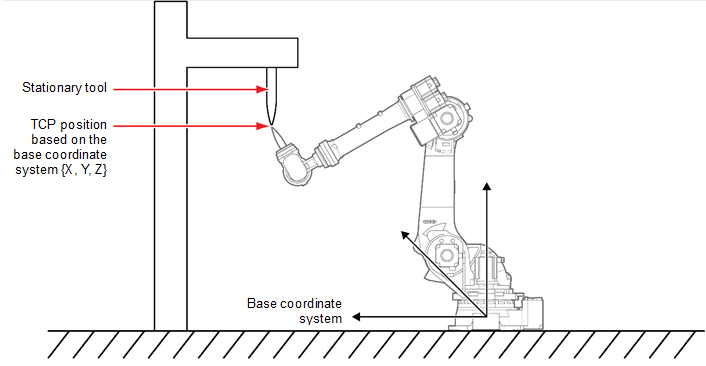 Stationary tool
TCP position
based on the
base coordinate
system {X, Y, Z}
Base coordinate
system